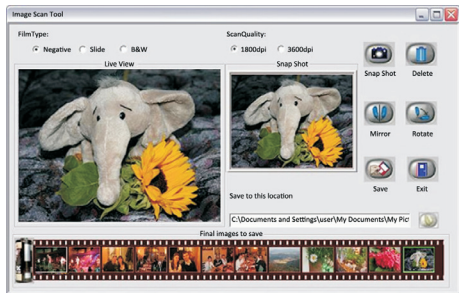 Image Scan Tool
FilmType:
Negative Slide B&W
ScanQuality:
1800dpi 3600dpi
Live View
Snap Shot
Snap Shot Delete
Mirror Rotate
Save Exit
Save to this location
C:\Documents and Settings\user\My Documents\My Pict
Final images to save